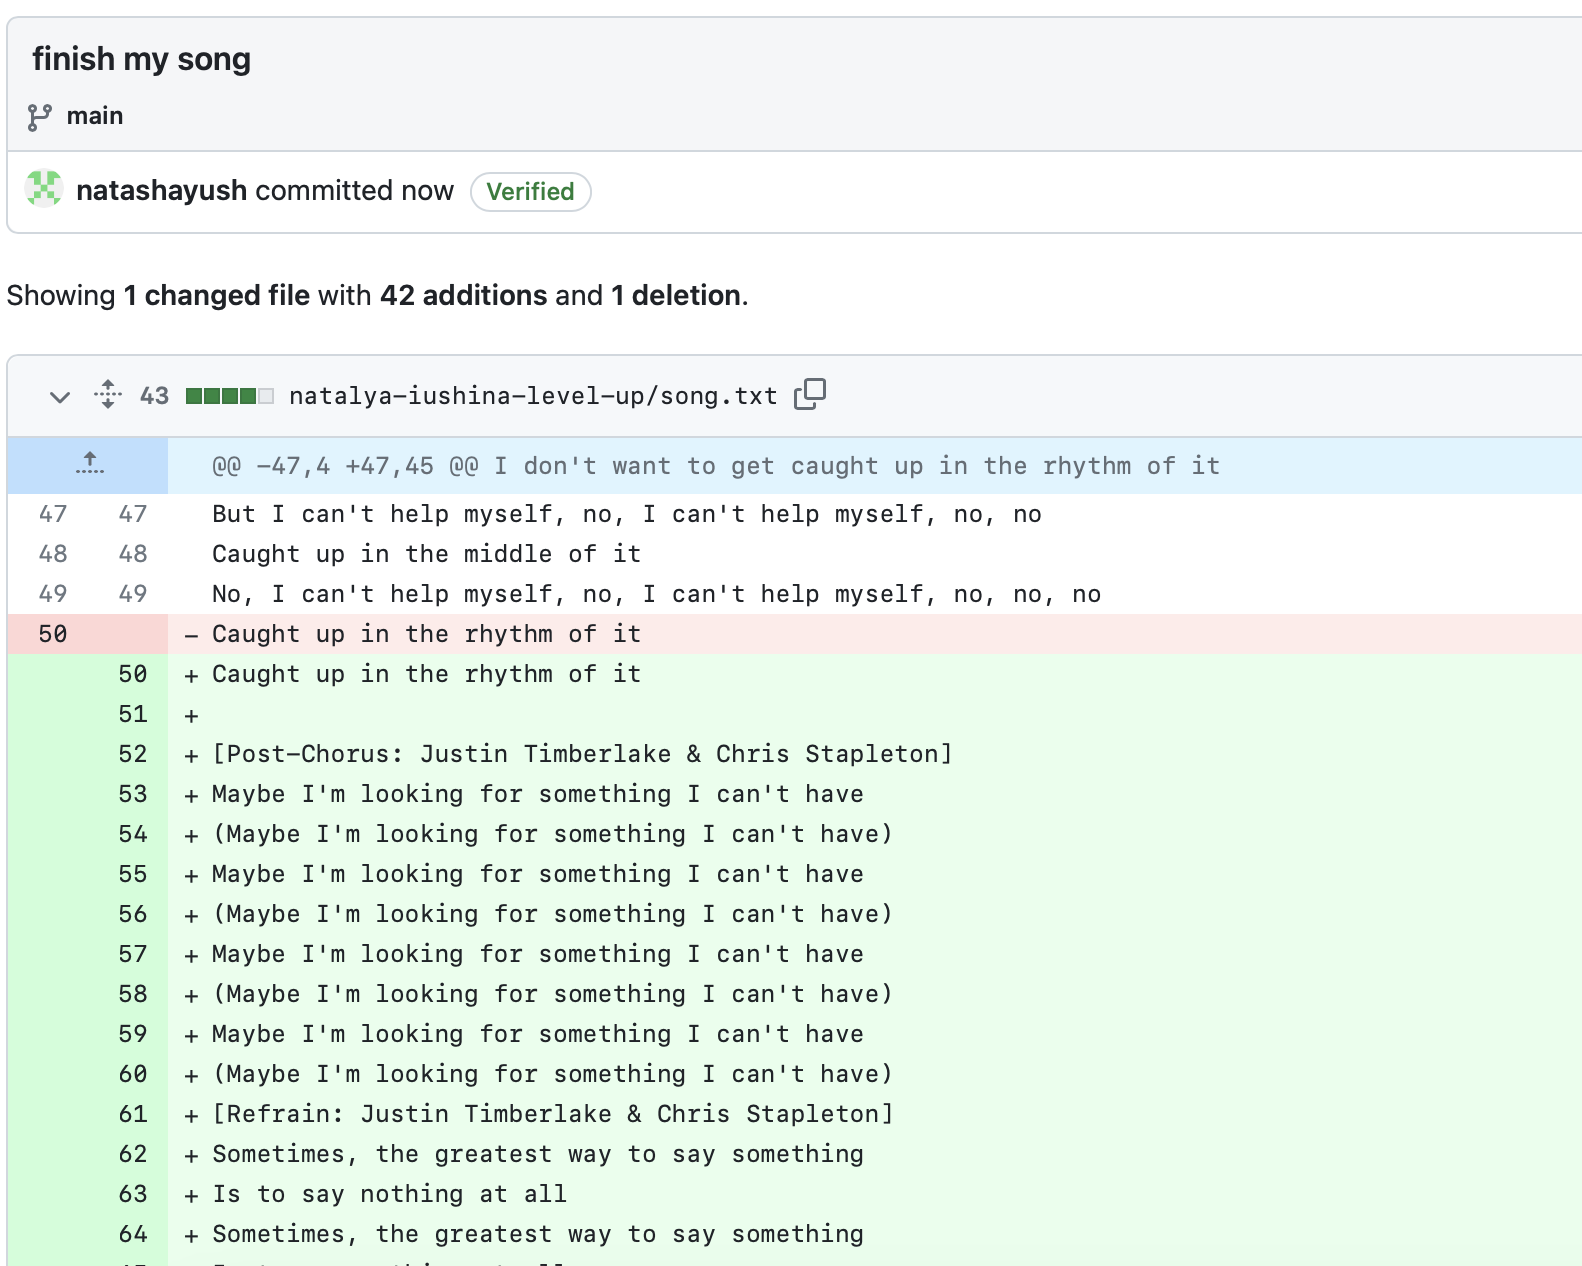 finish my song
main
natashayush committed now Verified
Showing 1 changed file with 42 additions and 1 deletion.
43 natalya-iushina-level-up/song.txt
@@ -47,4 +47,45 @@ I don't want to get caught up in the rhythm of it
47 47 But I can't help myself, no, I can't help myself, no, no
48 48 Caught up in the middle of it
49 49 No, I can't help myself, no, I can't help myself, no, no, no
50 - Caught up in the rhythm of it
50 + Caught up in the rhythm of it
51 +
52 + [Post-Chorus: Justin Timberlake & Chris Stapleton]
53 + Maybe I'm looking for something I can't have
54 + (Maybe I'm looking for something I can't have)
55 + Maybe I'm looking for something I can't have
56 + (Maybe I'm looking for something I can't have)
57 + Maybe I'm looking for something I can't have
58 + (Maybe I'm looking for something I can't have)
59 + Maybe I'm looking for something I can't have
60 + (Maybe I'm looking for something I can't have)
61 + [Refrain: Justin Timberlake & Chris Stapleton]
62 + Sometimes, the greatest way to say something
63 + Is to say nothing at all
64 + Sometimes, the greatest way to say something